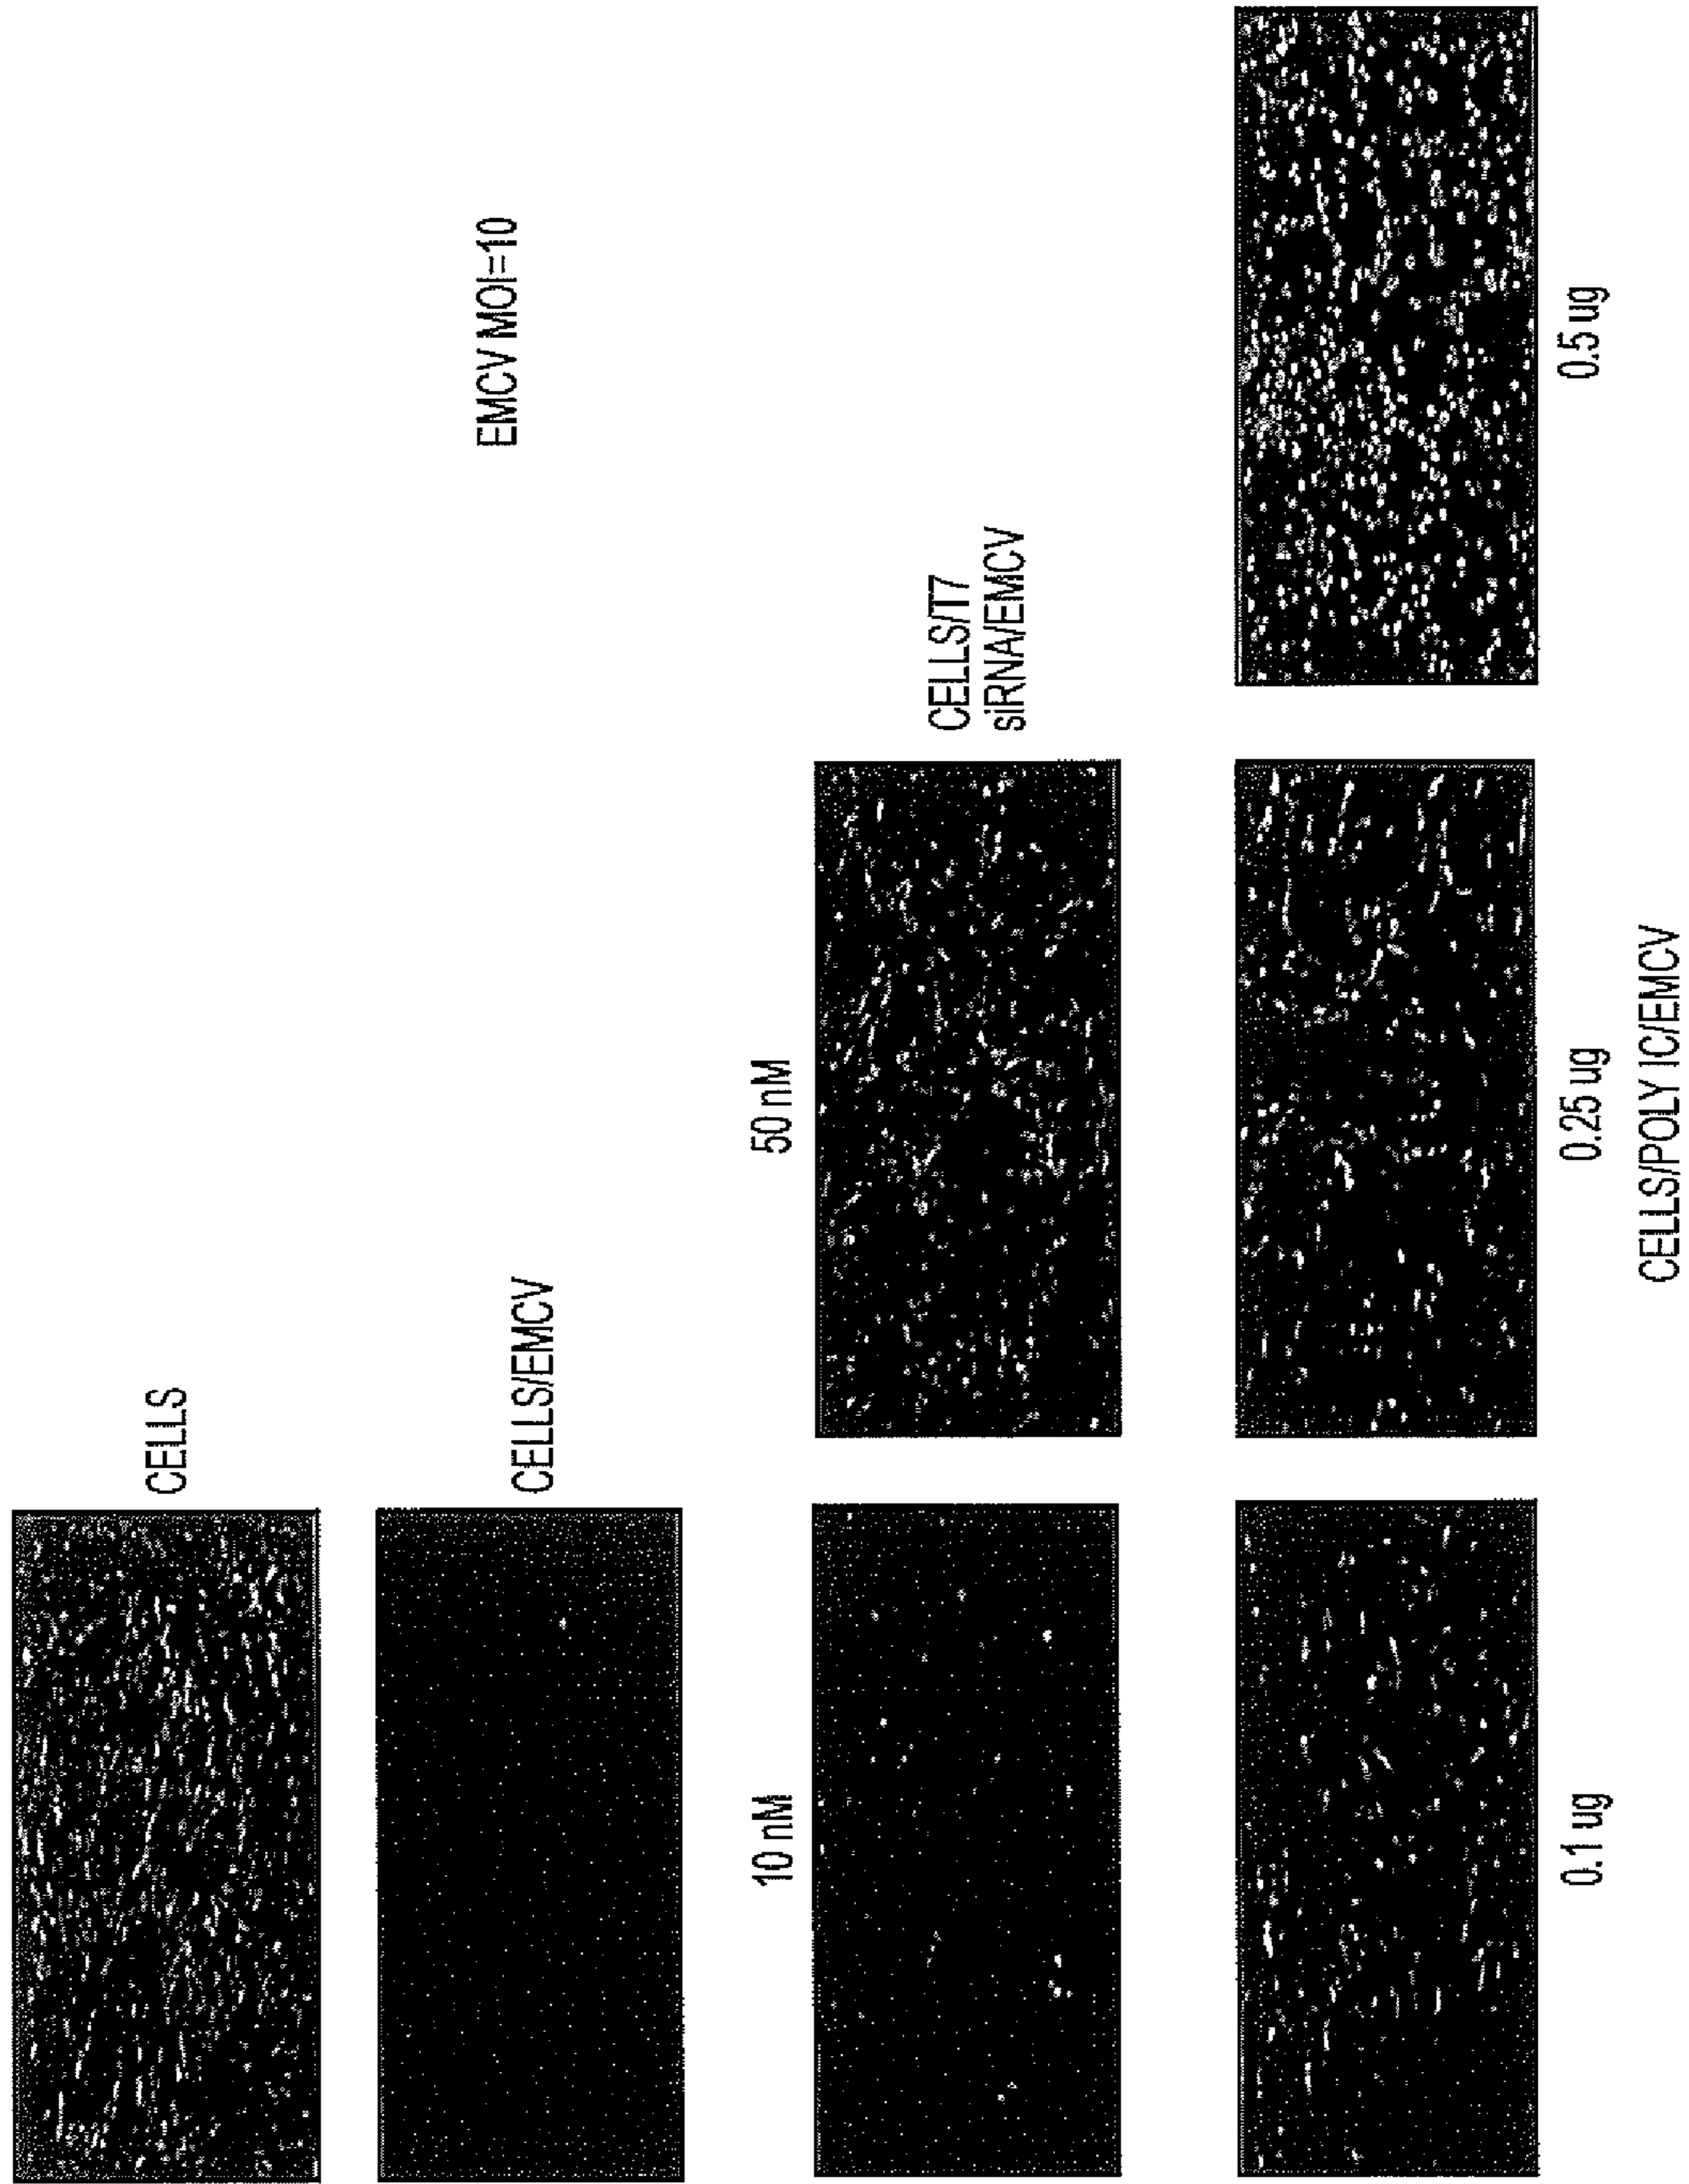 CELLS
CELLS/EMCV
EMCV MOI=10
10 nM
50 nM
CELLS/T7
siRNA/EMCV
0.1 ug
0.25 ug
0.5 ug
CELLS/POLY IC/EMCV